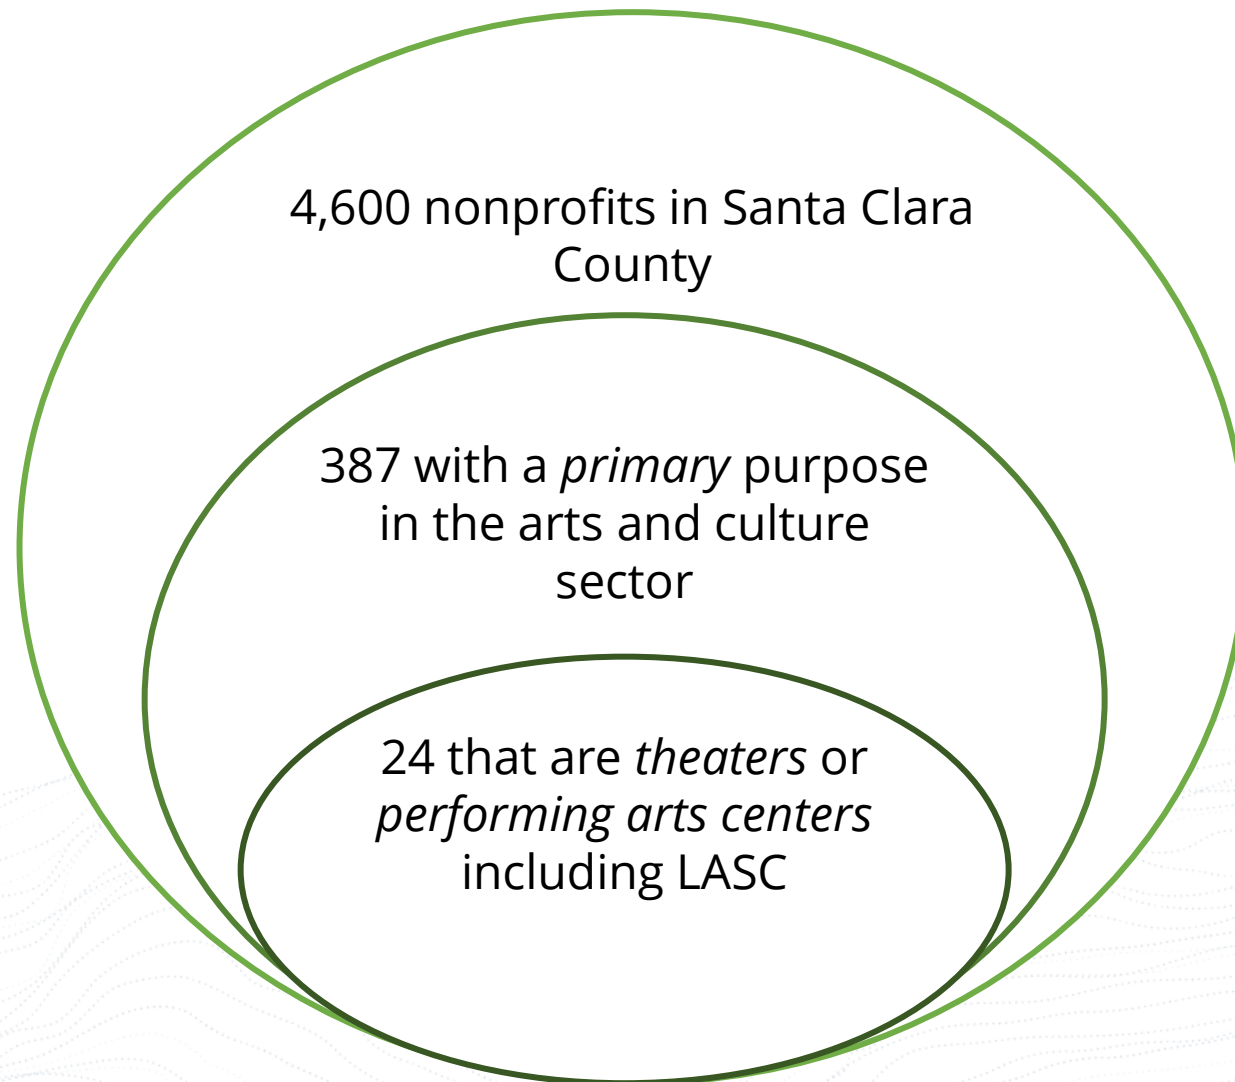 4,600 nonprofits in Santa Clara
County
387 with a primary purpose
in the arts and culture
sector
24 that are theaters or
performing arts centers
including LASC